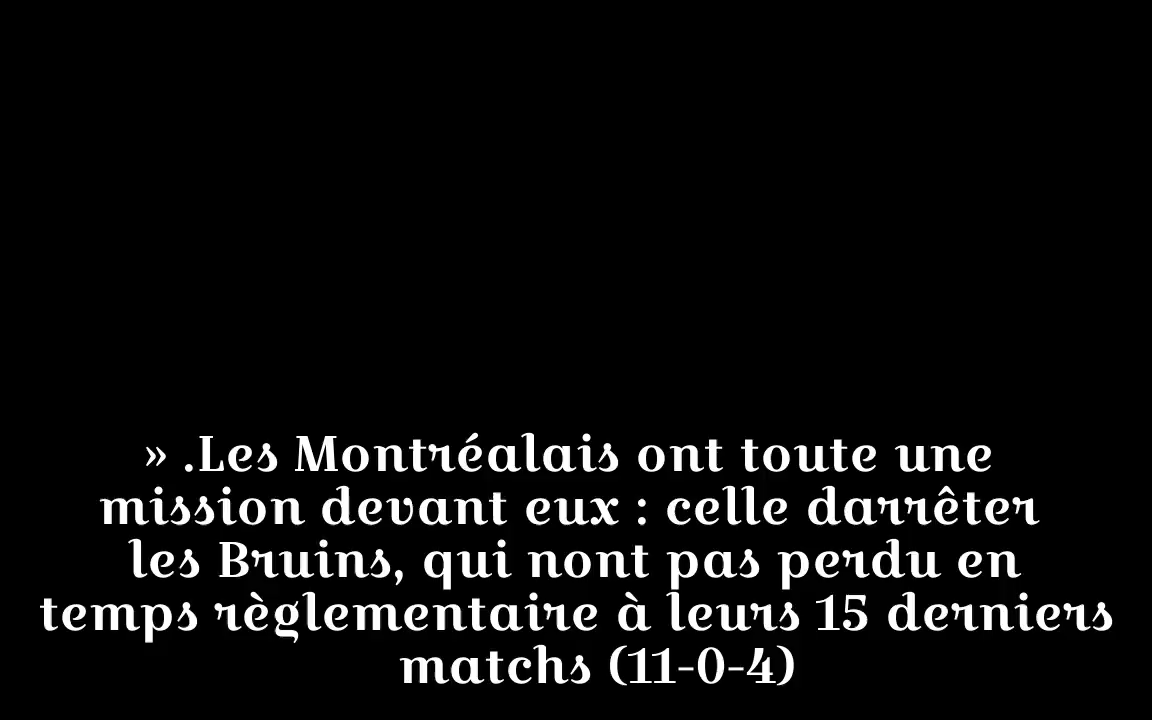 » .Les Montréalais ont toute une
mission devant eux : celle darrêter
les Bruins, qui nont pas perdu en
temps règlementaire à leurs 15 derniers
matchs (11-0-4)